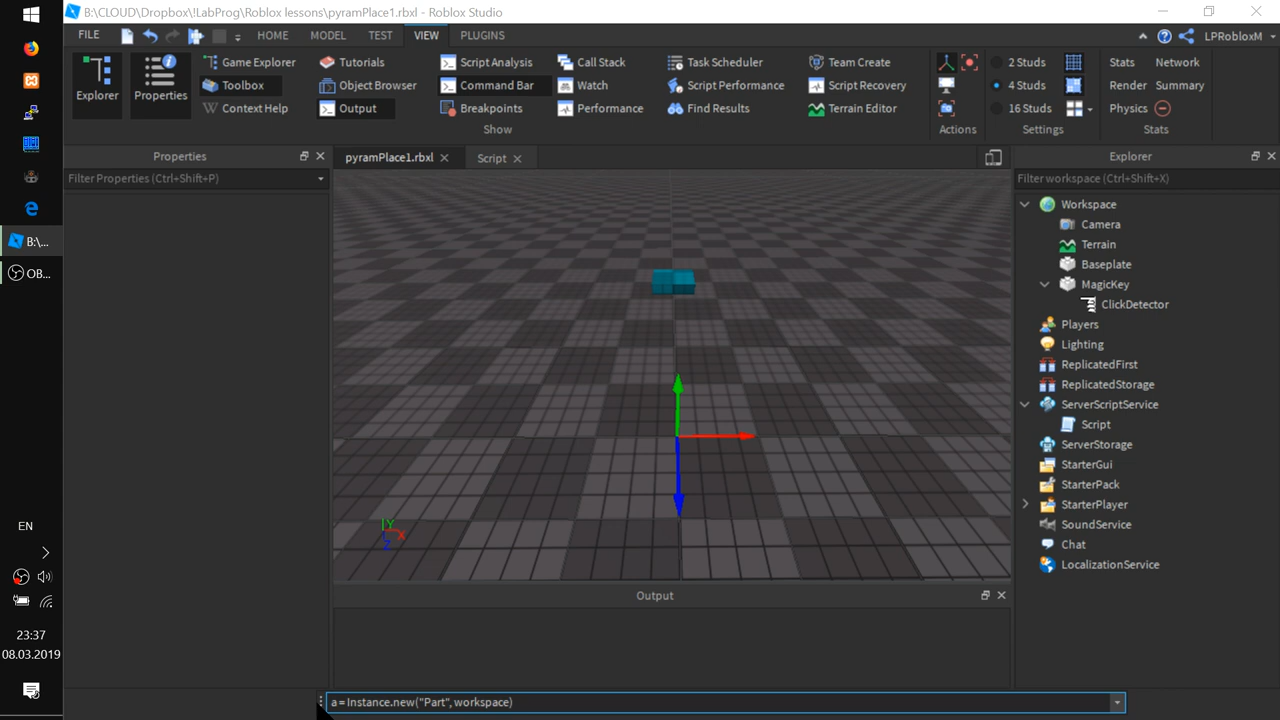 B:\CLOUD\Dropbox\!LabProg\Roblox lessons\pyramPlace1.rbxl - Roblox Studio
FILE HOME MODEL TEST VIEW PLUGINS LPRobloxM
Explorer
Properties
Game Explorer
Toolbox
Context Help
Tutorials
Object Browser
Output
Script Analysis
Command Bar
Breakpoints
Call Stack
Watch
Performance
Task Scheduler
Script Performance
Find Results
Team Create
Script Recovery
Terrain Editor
Show
Actions
2 Studs
4 Studs
16 Studs
Settings
Stats Network
Render Summary
Physics
Stats
Properties
Filter Properties (Ctrl+Shift+P)
pyramPlace1.rbxl
Script
Explorer
Filter workspace (Ctrl+Shift+X)
Workspace
Camera
Terrain
Baseplate
MagicKey
ClickDetector
Players
Lighting
ReplicatedFirst
ReplicatedStorage
ServerScriptService
Script
ServerStorage
StarterGui
StarterPack
StarterPlayer
SoundService
Chat
LocalizationService
Y
X
Z
Output
a = Instance.new("Part", workspace)
B:\...
OB...
EN
23:37
08.03.2019